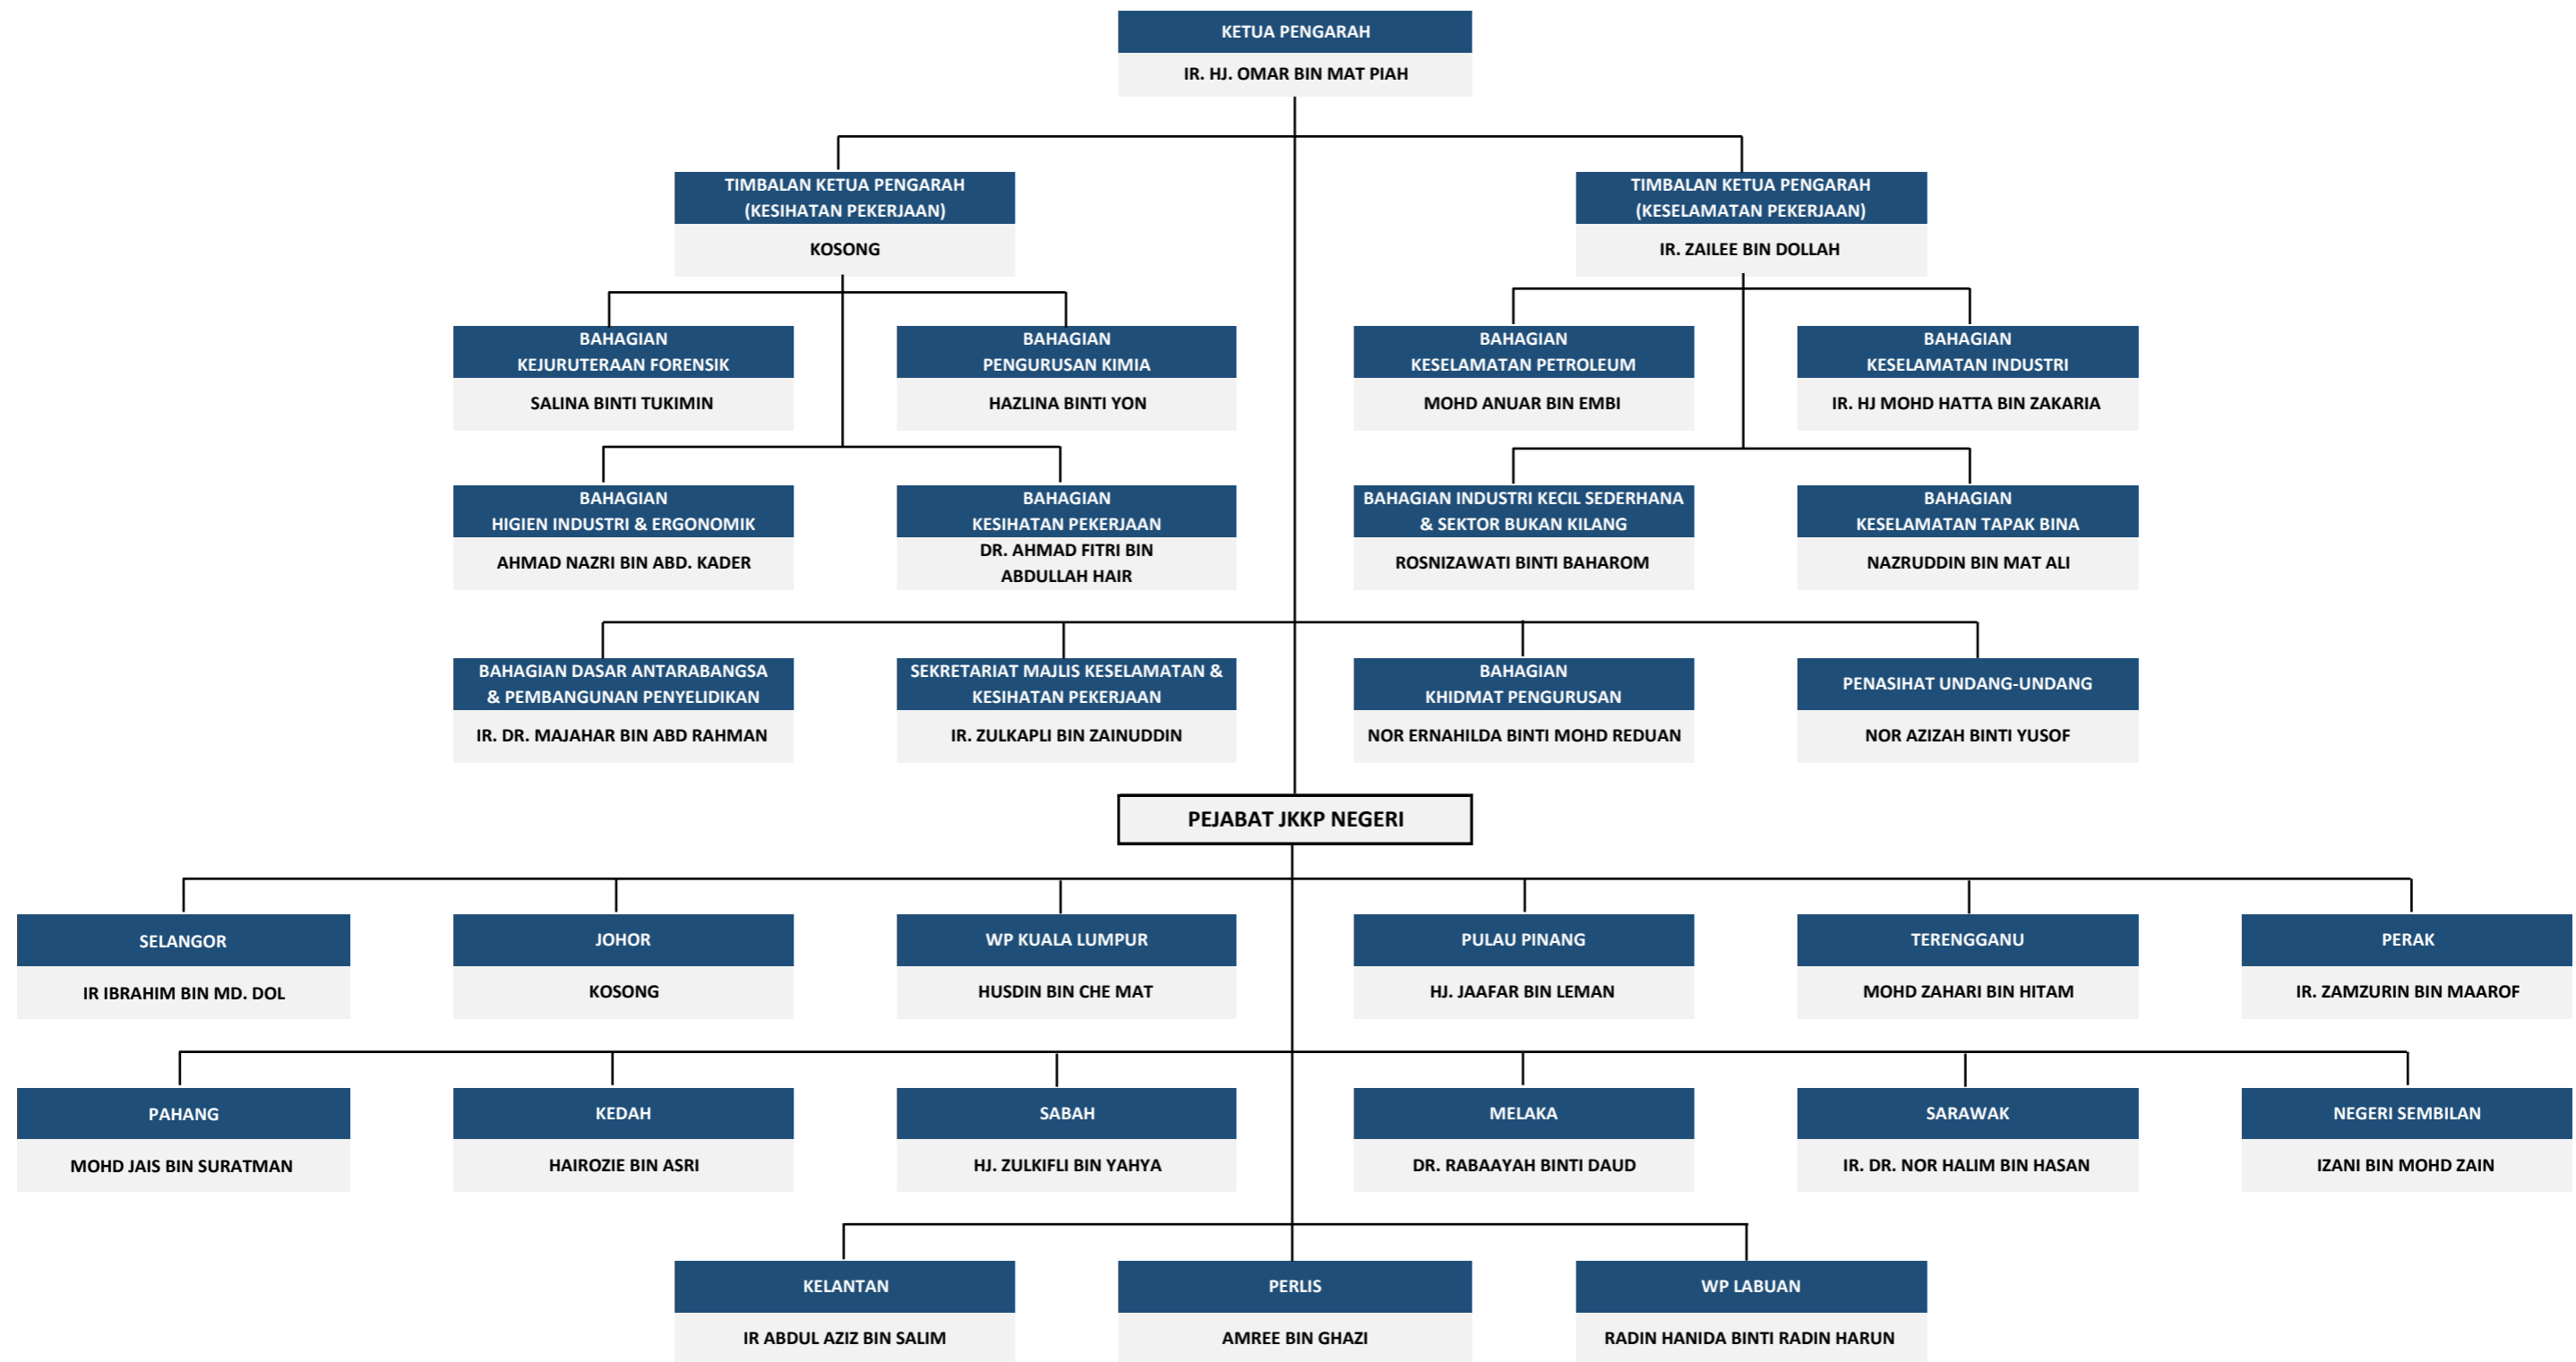 KETUA PENGARAH
IR. HJ. OMAR BIN MAT PIAH
TIMBALAN KETUA PENGARAH
(KESIHATAN PEKERJAAN)
KOSONG
TIMBALAN KETUA PENGARAH
(KESELAMATAN PEKERJAAN)
IR. ZAILEE BIN DOLLAH
BAHAGIAN
KEJURUTERAAN FORENSIK
SALINA BINTI TUKIMIN
BAHAGIAN
PENGURUSAN KIMIA
HAZLINA BINTI YON
BAHAGIAN
KESELAMATAN PETROLEUM
MOHD ANUAR BIN EMBI
BAHAGIAN
KESELAMATAN INDUSTRI
IR. HJ MOHD HATTA BIN ZAKARIA
BAHAGIAN
HIGIEN INDUSTRI & ERGONOMIK
AHMAD NAZRI BIN ABD. KADER
BAHAGIAN
KESIHATAN PEKERJAAN
DR. AHMAD FITRI BIN
ABDULLAH HAIR
BAHAGIAN INDUSTRI KECIL SEDERHANA
& SEKTOR BUKAN KILANG
ROSNIZAWATI BINTI BAHAROM
BAHAGIAN
KESELAMATAN TAPAK BINA
NAZRUDDIN BIN MAT ALI
BAHAGIAN DASAR ANTARABANGSA
& PEMBANGUNAN PENYELIDIKAN
IR. DR. MAJAHAR BIN ABD RAHMAN
SEKRETARIAT MAJLIS KESELAMATAN &
KESIHATAN PEKERJAAN
IR. ZULKAPLI BIN ZAINUDDIN
BAHAGIAN
KHIDMAT PENGURUSAN
NOR ERNAHILDA BINTI MOHD REDUAN
PENASIHAT UNDANG-UNDANG
NOR AZIZAH BINTI YUSOF
PEJABAT JKKP NEGERI
SELANGOR
IR IBRAHIM BIN MD. DOL
JOHOR
KOSONG
WP KUALA LUMPUR
HUSDIN BIN CHE MAT
PULAU PINANG
HJ. JAAFAR BIN LEMAN
TERENGGANU
MOHD ZAHARI BIN HITAM
PERAK
IR. ZAMZURIN BIN MAAROF
PAHANG
MOHD JAIS BIN SURATMAN
KEDAH
HAIROZIE BIN ASRI
SABAH
HJ. ZULKIFLI BIN YAHYA
MELAKA
DR. RABAAYAH BINTI DAUD
SARAWAK
IR. DR. NOR HALIM BIN HASAN
NEGERI SEMBILAN
IZANI BIN MOHD ZAIN
KELANTAN
IR ABDUL AZIZ BIN SALIM
PERLIS
AMREE BIN GHAZI
WP LABUAN
RADIN HANIDA BINTI RADIN HARUN